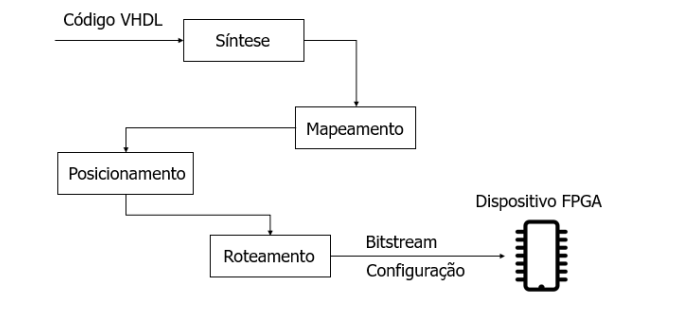 Código VHDL
Síntese
Mapeamento
Posicionamento
Dispositivo FPGA
Roteamento
Bitstream
Configuração